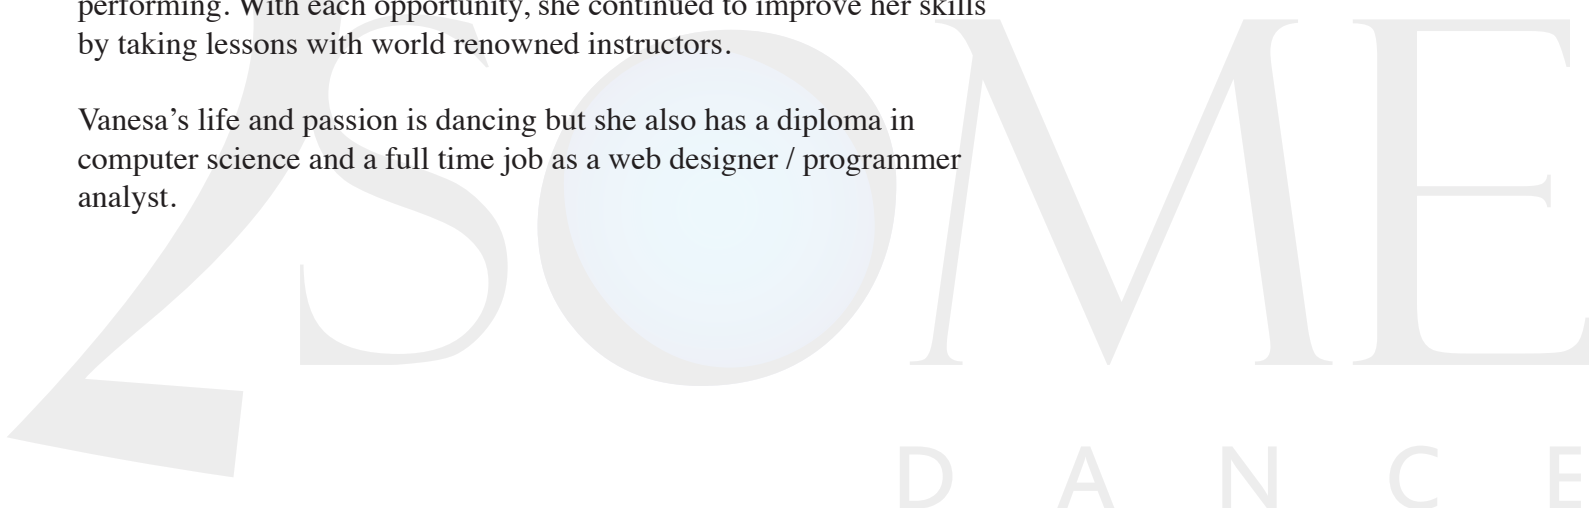 performing. With each opportunity, she continued to improve her skills
by taking lessons with world renowned instructors.
Vanesa’s life and passion is dancing but she also has a diploma in
computer science and a full time job as a web designer / programmer
analyst.
2SOME
DANCE